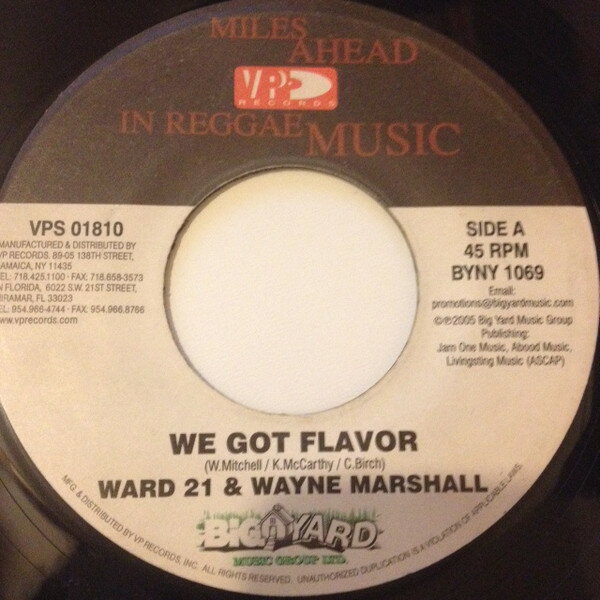 MILES
AHEAD
VP
RECORDS
IN REGGAE MUSIC
VPS 01810
MANUFACTURED & DISTRIBUTED BY
VP RECORDS. 89-05 138TH STREET,
JAMAICA, NY 11435
TEL: 718.425.1100 · FAX: 718.658-3573
IN FLORIDA, 6022 S.W. 21ST STREET,
MIRAMAR, FL 33023
TEL. 954.966-4744 · FAX: 954.966.8766
www.vprecords.com
SIDE A
45 RPM
BYNY 1069
Email:
promotions@bigyardmusic.com
©℗2005 Big Yard Music Group
Publishing:
Jam One Music, Abood Music,
Livingsting Music (ASCAP)
WE GOT FLAVOR
(W.Mitchell / K.McCarthy / C.Birch)
WARD 21 & WAYNE MARSHALL
BIG YARD
MUSIC GROUP LTD.
MFG & DISTRIBUTED BY VP RECORDS, INC. ALL RIGHTS RESERVED. UNAUTHORIZED DUPLICATION IS A VIOLATION OF APPLICABLE LAWS.